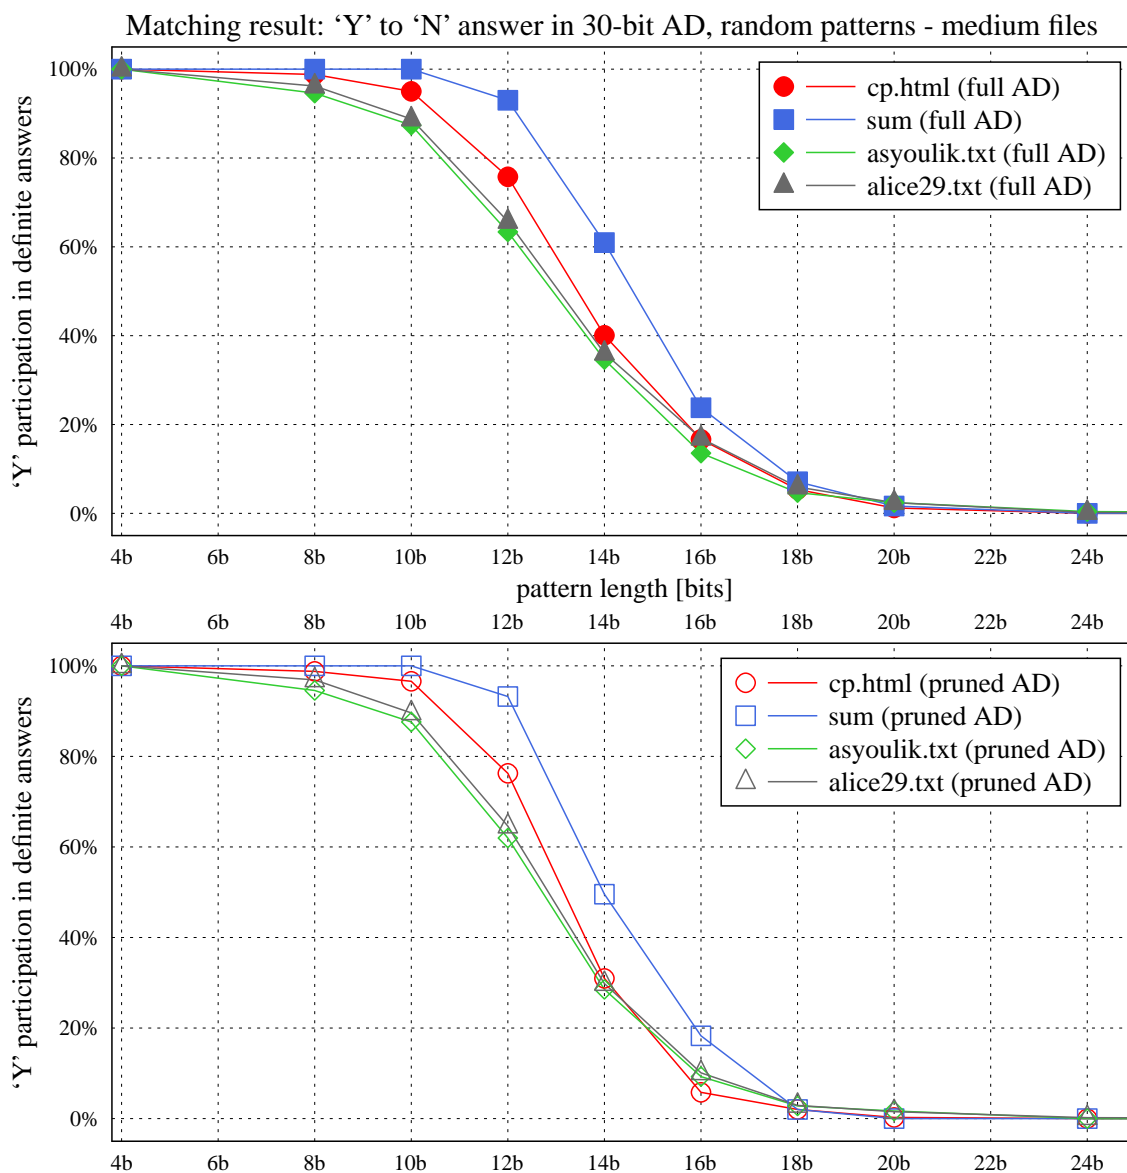 Matching result: ‘Y’ to ‘N’ answer in 30-bit AD, random patterns - medium files
‘Y’ participation in definite answers
100%
80%
60%
40%
20%
0%
cp.html (full AD)
sum (full AD)
asyoulik.txt (full AD)
alice29.txt (full AD)
4b 8b 10b 12b 14b 16b 18b 20b 22b 24b
pattern length [bits]
4b 8b 10b 12b 14b 16b 18b 20b 22b 24b
‘Y’ participation in definite answers
100%
80%
60%
40%
20%
0%
cp.html (pruned AD)
sum (pruned AD)
asyoulik.txt (pruned AD)
alice29.txt (pruned AD)
4b 8b 10b 12b 14b 16b 18b 20b 22b 24b